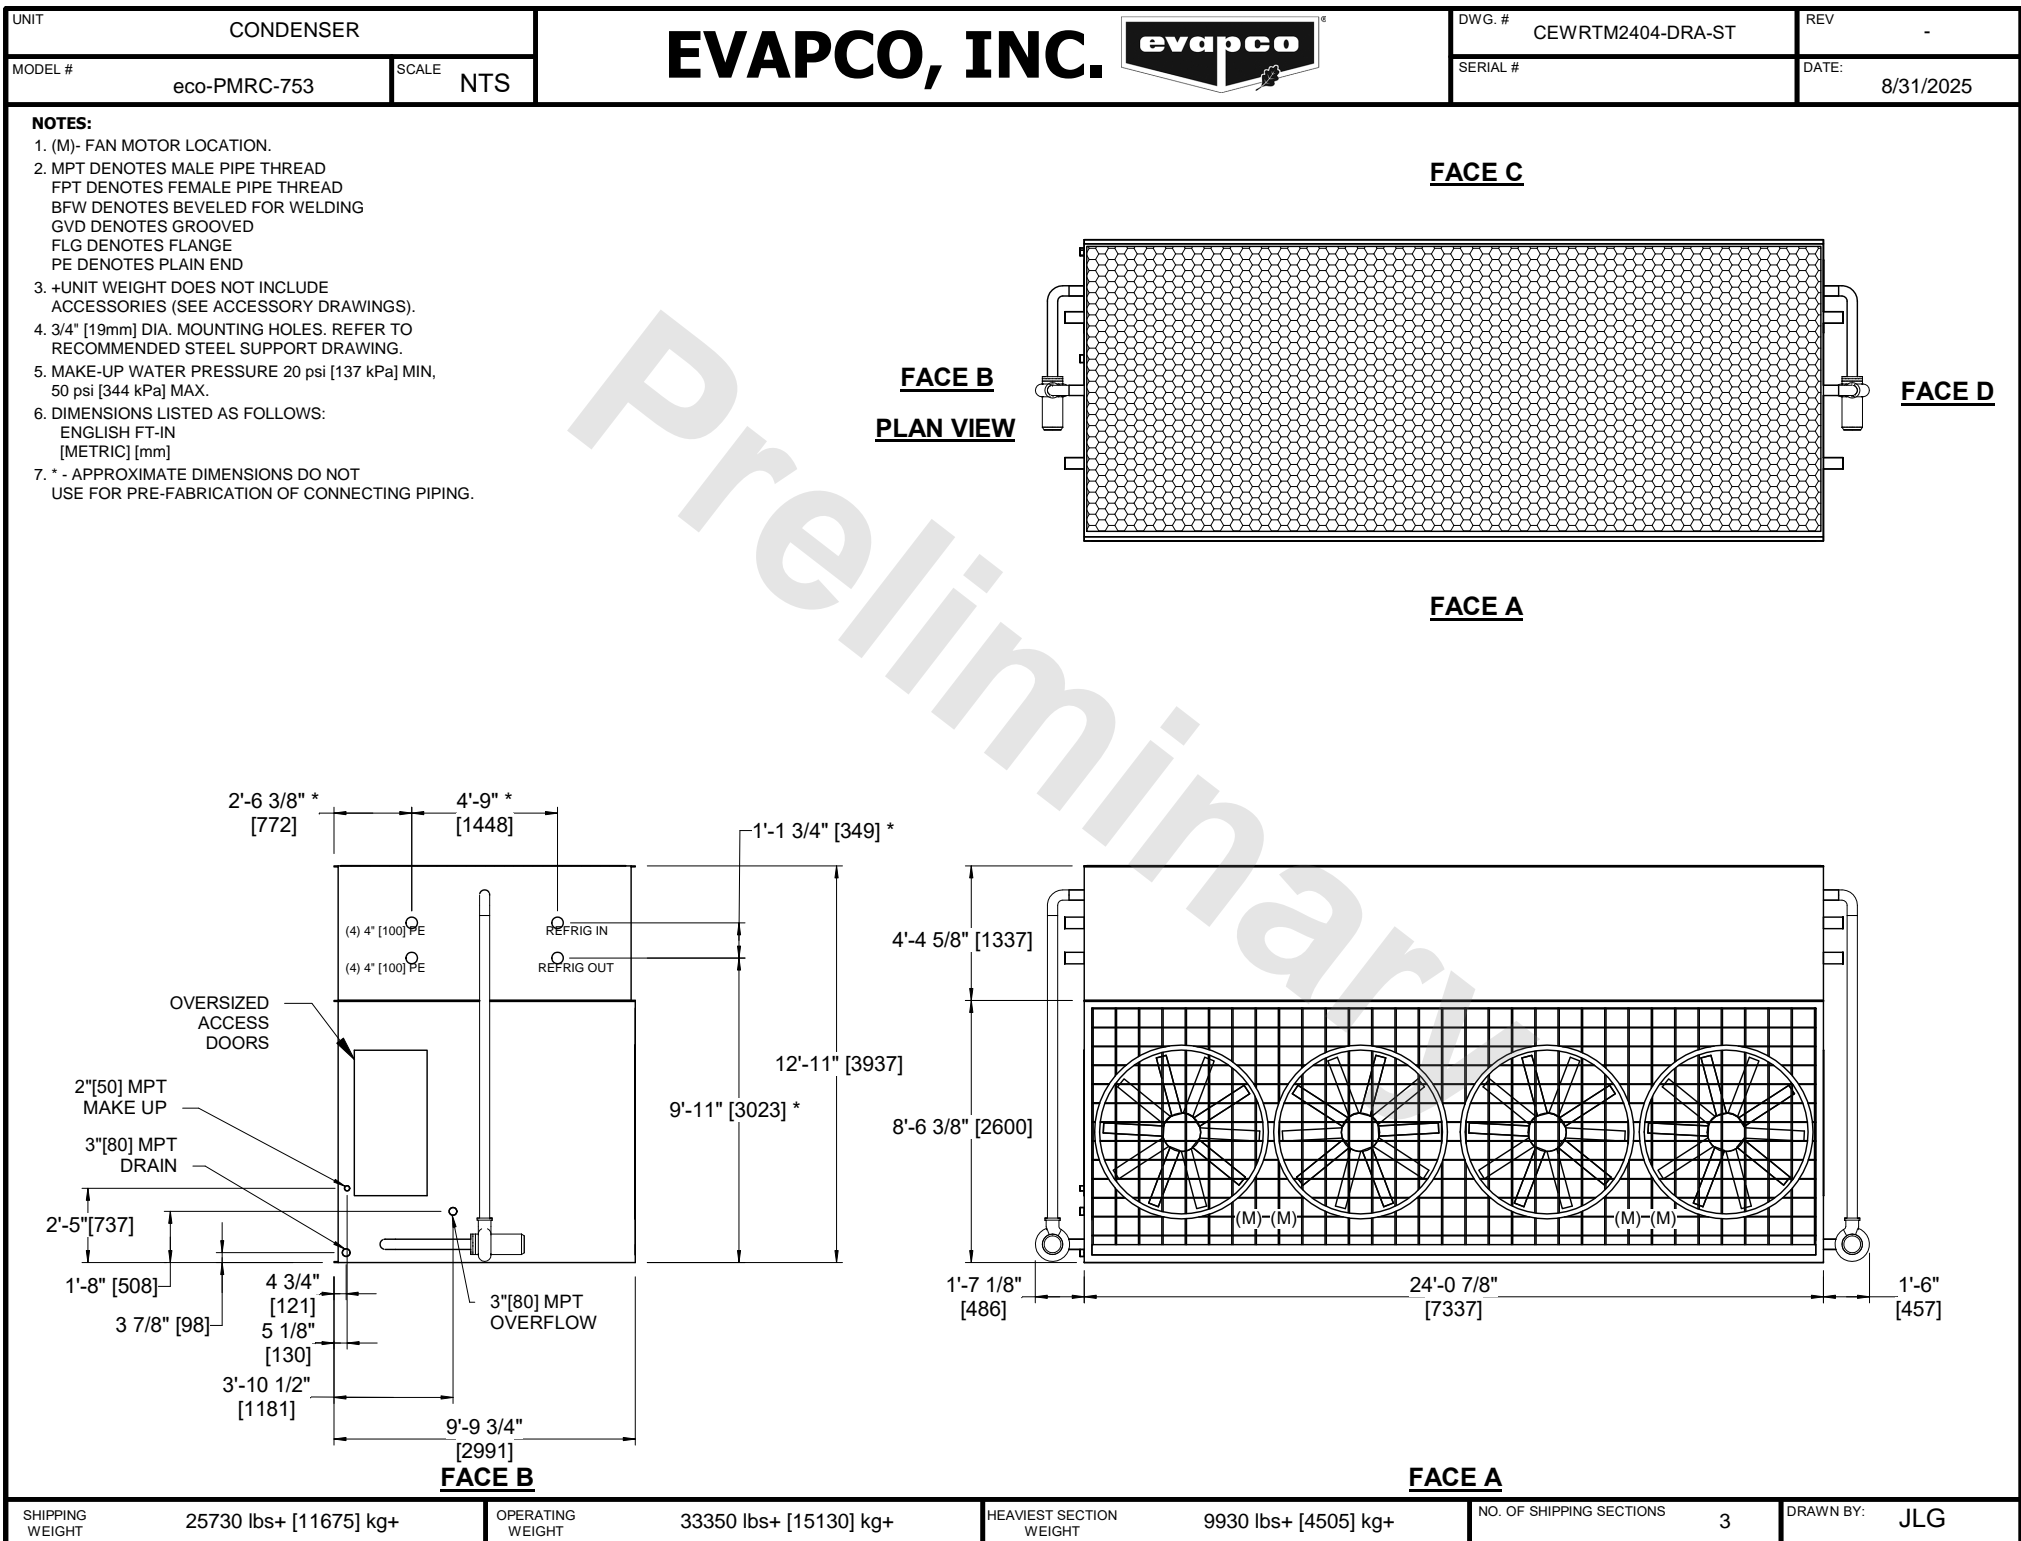 UNIT
CONDENSER
MODEL #
eco-PMRC-753
SCALE
NTS
EVAPCO, INC.
evapco
®
DWG. #
CEWRTM2404-DRA-ST
REV
-
SERIAL #
DATE:
8/31/2025
NOTES:
1. (M)- FAN MOTOR LOCATION.
2. MPT DENOTES MALE PIPE THREAD
FPT DENOTES FEMALE PIPE THREAD
BFW DENOTES BEVELED FOR WELDING
GVD DENOTES GROOVED
FLG DENOTES FLANGE
PE DENOTES PLAIN END
3. +UNIT WEIGHT DOES NOT INCLUDE
ACCESSORIES (SEE ACCESSORY DRAWINGS).
4. 3/4" [19mm] DIA. MOUNTING HOLES. REFER TO
RECOMMENDED STEEL SUPPORT DRAWING.
5. MAKE-UP WATER PRESSURE 20 psi [137 kPa] MIN,
50 psi [344 kPa] MAX.
6. DIMENSIONS LISTED AS FOLLOWS:
ENGLISH FT-IN
[METRIC] [mm]
7. * - APPROXIMATE DIMENSIONS DO NOT
USE FOR PRE-FABRICATION OF CONNECTING PIPING.
FACE C
FACE B
PLAN VIEW
FACE D
FACE A
Preliminary
2'-6 3/8" *
[772]
4'-9" *
[1448]
1'-1 3/4" [349] *
(4) 4" [100] PE
REFRIG IN
(4) 4" [100] PE
REFRIG OUT
OVERSIZED
ACCESS
DOORS
2"[50] MPT
MAKE UP
3"[80] MPT
DRAIN
2'-5"[737]
1'-8" [508]
3 7/8" [98]
4 3/4"
[121]
5 1/8"
[130]
3'-10 1/2"
[1181]
9'-9 3/4"
[2991]
3"[80] MPT
OVERFLOW
12'-11" [3937]
9'-11" [3023] *
FACE B
4'-4 5/8" [1337]
8'-6 3/8" [2600]
(M)
(M)
(M)
(M)
1'-7 1/8"
[486]
24'-0 7/8"
[7337]
1'-6"
[457]
FACE A
SHIPPING
WEIGHT
25730 lbs+ [11675] kg+
OPERATING
WEIGHT
33350 lbs+ [15130] kg+
HEAVIEST SECTION
WEIGHT
9930 lbs+ [4505] kg+
NO. OF SHIPPING SECTIONS
3
DRAWN BY:
JLG